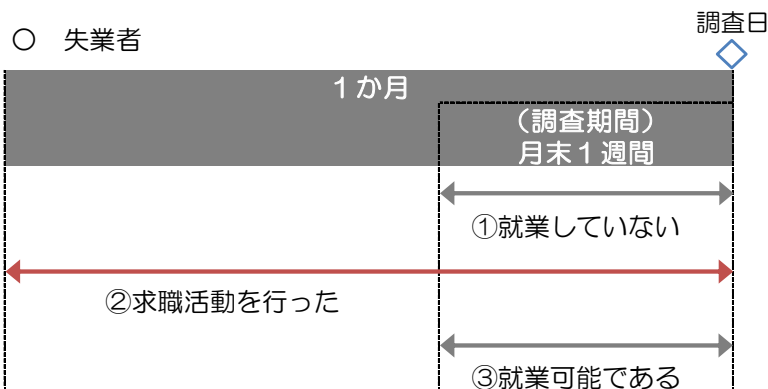 調査日
○ 失業者
1か月
（調査期間）
月末1週間
①就業していない
②求職活動を行った
③就業可能である